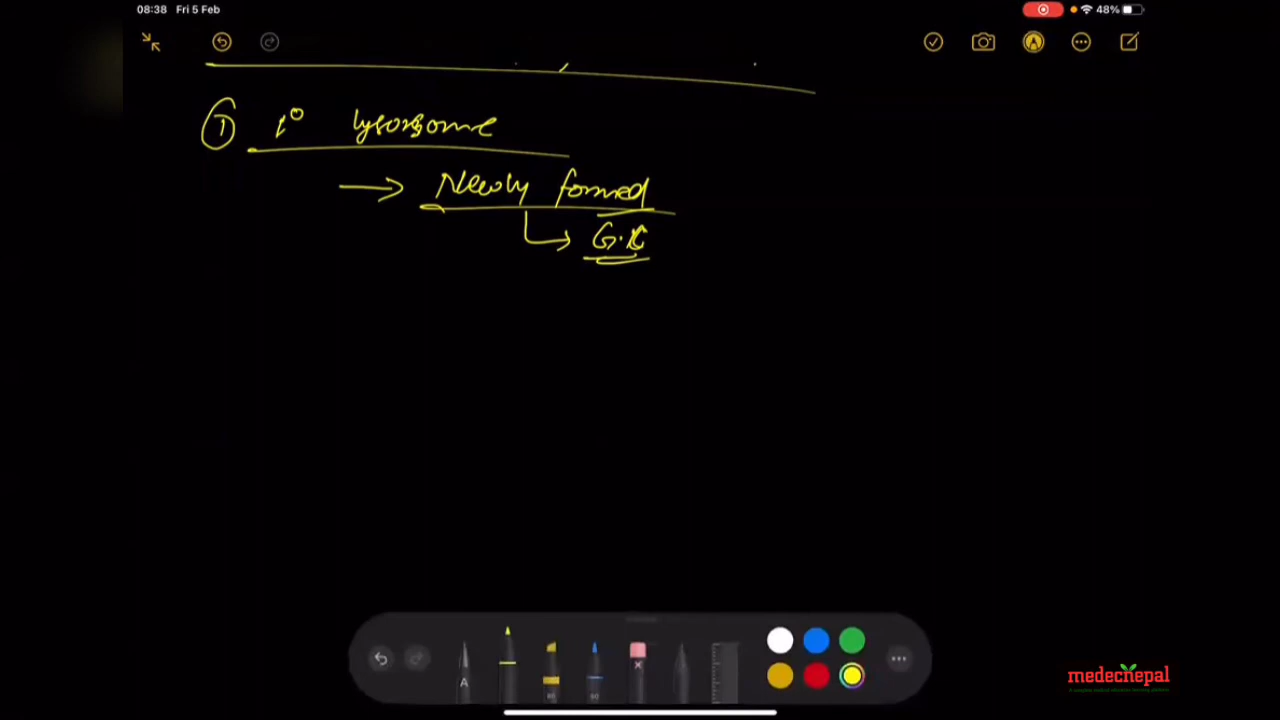 08:38 Fri 5 Feb 48%
① 1° lysosome
→ Newly formed
G.C
A
medecnepal